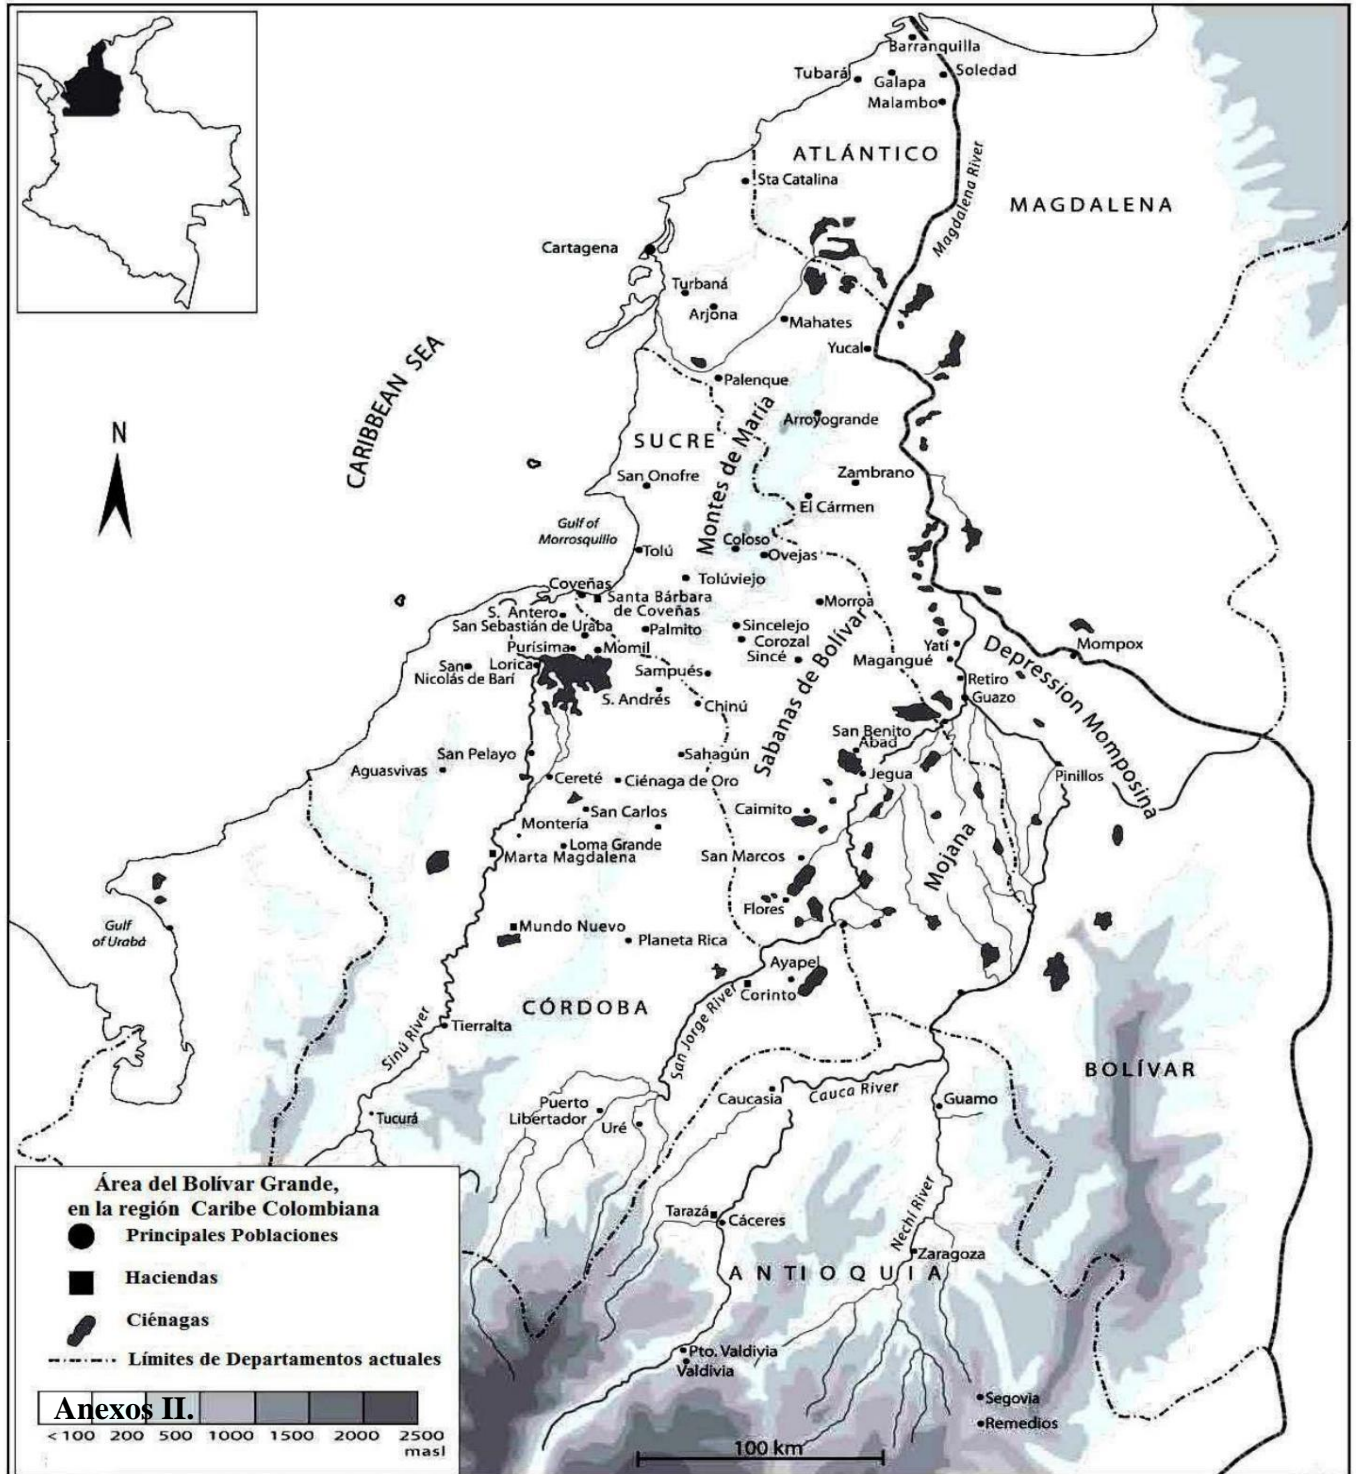 Barranquilla
Tubará
Galapa
Soledad
Malambo
ATLÁNTICO
Sta Catalina
Magdalena River
MAGDALENA
Cartagena
Turbaná
Arjona
Mahates
Yucal
CARIBBEAN SEA
Palenque
N
Arroyogrande
SUCRE
Montes de María
San Onofre
Zambrano
El Cármen
Gulf of
Morrosquillo
Tolú
Coloso
Ovejas
Tolúviejo
Coveñas
Santa Bárbara
de Coveñas
Morroa
S. Antero
San Sebastián de Uraba
Palmito
Sincelejo
Corozal
Purísima
Momil
Sincé
Yatí
Magangué
Mompox
San
Nicolás de Barí
Lorica
Sampués
Retiro
Guazo
Depression Momposina
S. Andrés
Chinú
Sabanas de Bolívar
San Benito
Abad
San Pelayo
Sahagún
Aguasvivas
Cereté
Ciénaga de Oro
Jegua
Pinillos
San Carlos
Caimito
Montería
Loma Grande
Marta Magdalena
San Marcos
Mojana
Flores
Gulf
of Urabá
Mundo Nuevo
Planeta Rica
Ayapel
Corinto
CÓRDOBA
San Jorge River
Sinú River
Tierralta
BOLÍVAR
Puerto
Libertador
Caucasia
Cauca River
Guamo
Tucurá
Uré
Tarazá
Cáceres
Nechí River
Zaragoza
ANTIOQUIA
Pto. Valdivia
Valdivia
Segovia
Remedios
100 km
Área del Bolívar Grande,
en la región Caribe Colombiana
Principales Poblaciones
Haciendas
Ciénagas
Límites de Departamentos actuales
Anexos II.
<100 200 500 1000 1500 2000 2500
masl